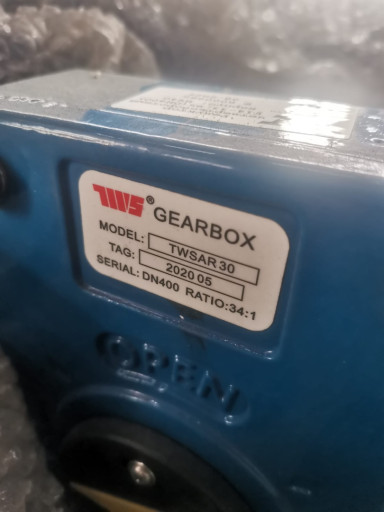 TWS® GEARBOX
MODEL: TWSAR 30
TAG: 2020 05
SERIAL: DN400 RATIO:34:1
OPEN